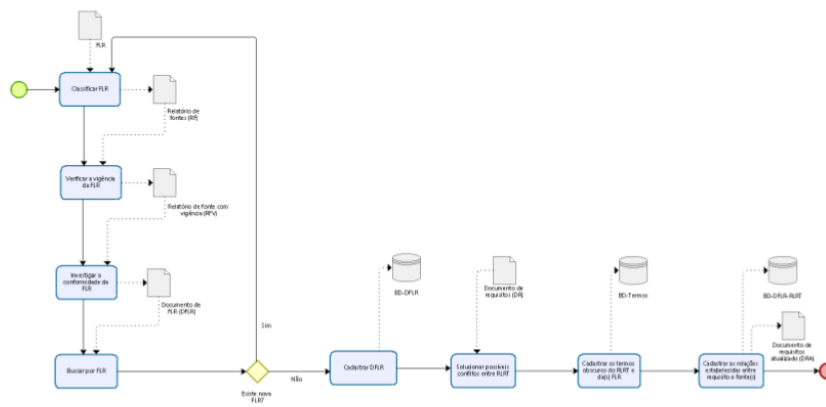 FLR
Classificar FLR
Relatório de
fontes (RF)
Verificar a vigência
da FLR
Relatório de Fonte com
vigência (RFV)
Investigar a
conformidade da
FLR
Documento de
FLR (DFLR)
Buscar por FLR
Sim
Existe nova
FLR?
Não
Cadastrar DFLR
BD-DFLR
Documento de
requisitos (DR)
Solucionar possíveis
conflitos entre RLRT
BD-Termos
Cadastrar os termos
obscuros do RLRT e
da(s) FLR
BD-DFLR-RLRT
Cadastrar as relações
estabelecidas entre
requisito e fonte(s)
Documento de
requisitos
atualizado (DRA)